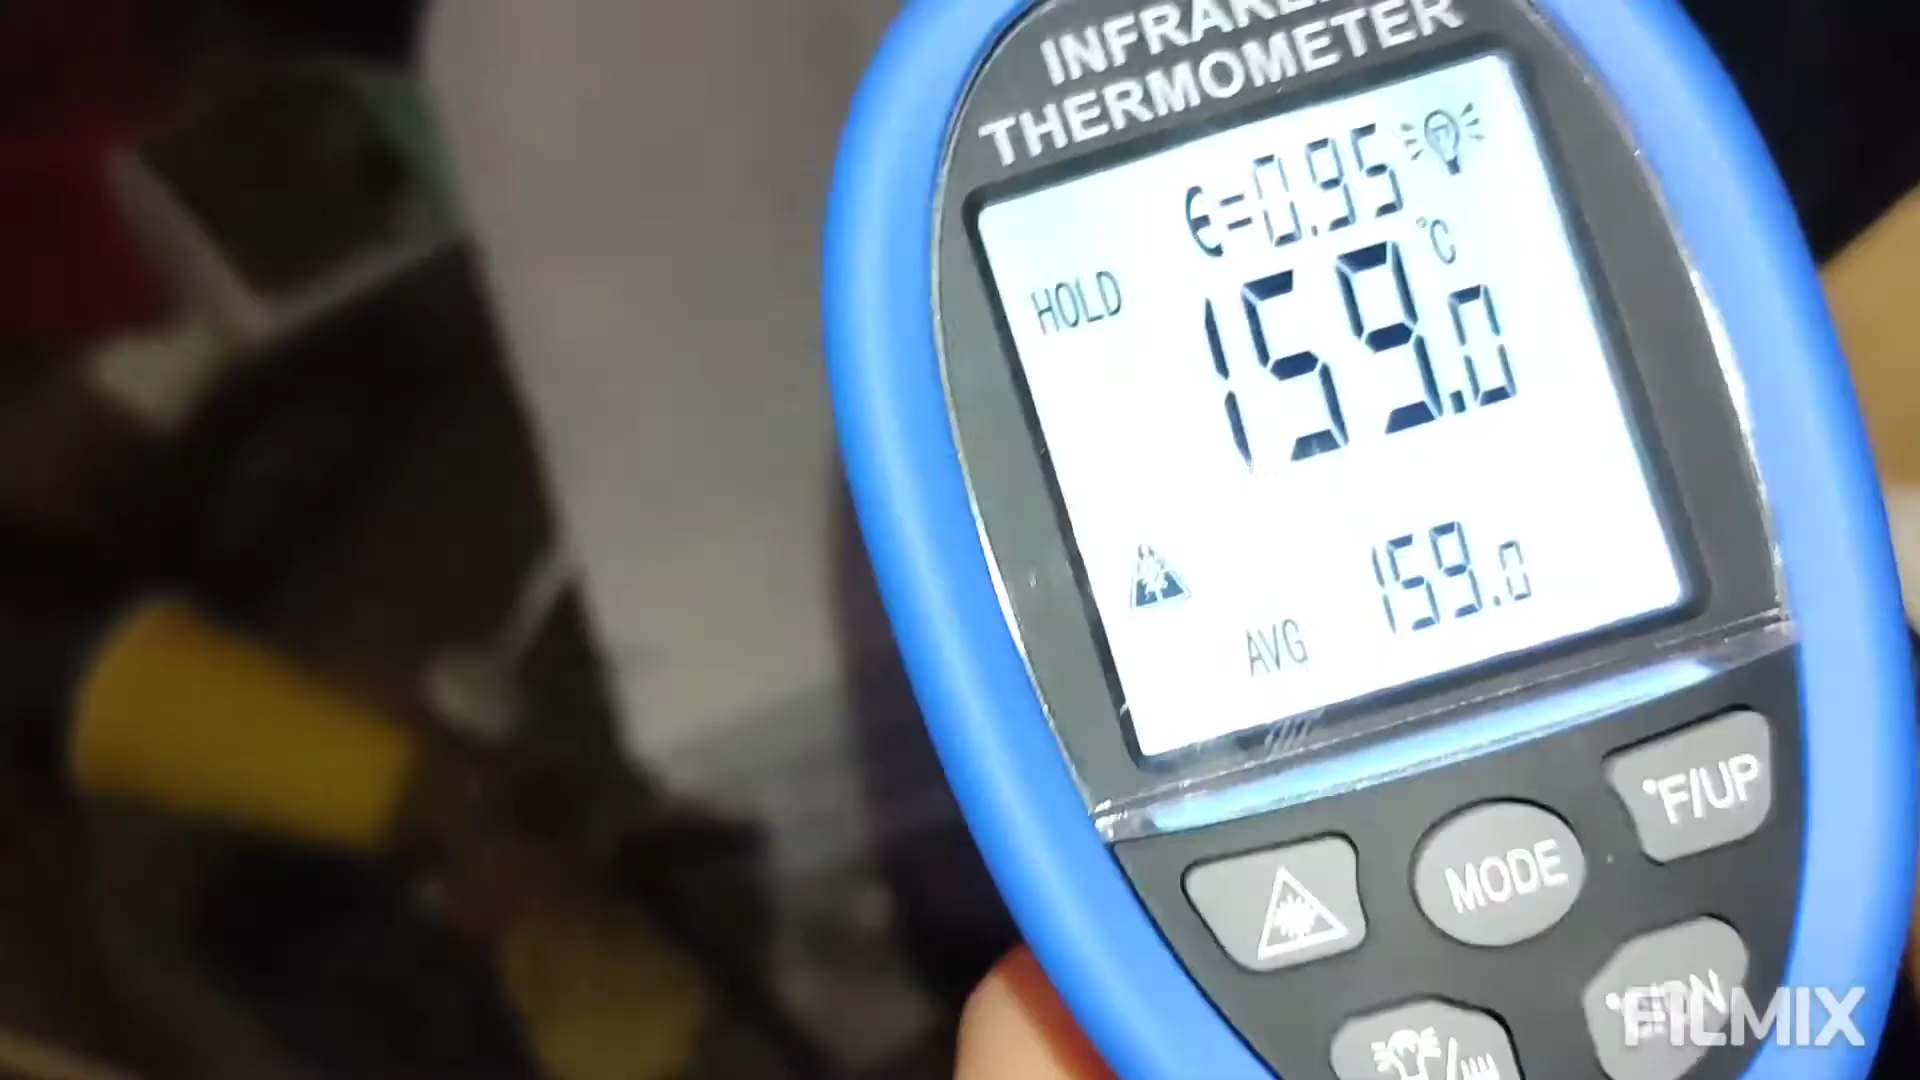 THERMOMETER
ε=0.95
°C
HOLD
159.0
159.0
AVG
°F/UP
MODE
FILMIX